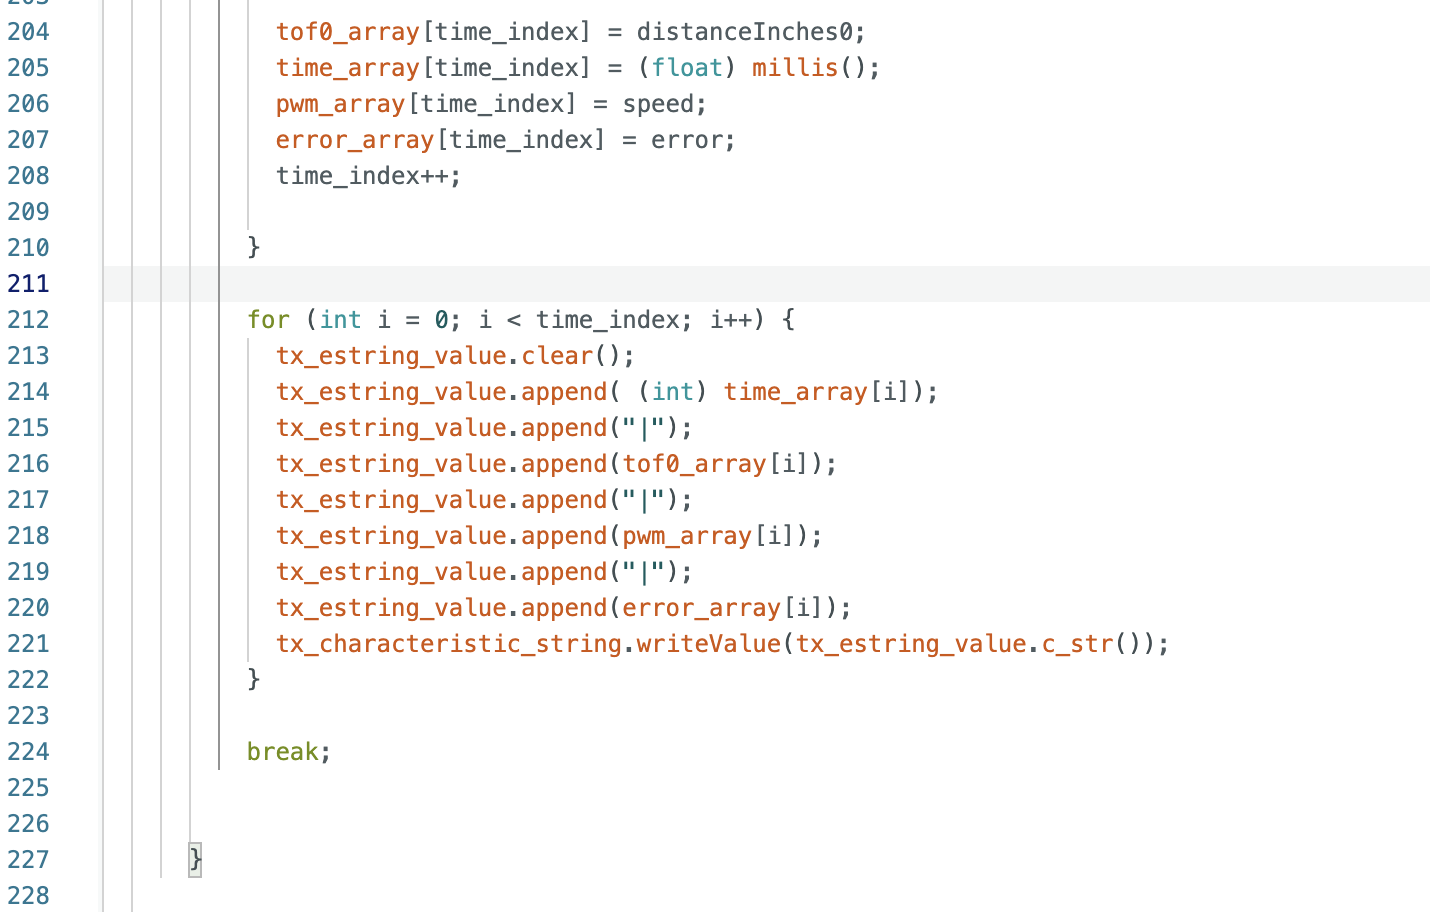 204 tof0_array[time_index] = distanceInches0;
205 time_array[time_index] = (float) millis();
206 pwm_array[time_index] = speed;
207 error_array[time_index] = error;
208 time_index++;
209
210 }
211
212 for (int i = 0; i < time_index; i++) {
213 tx_estring_value.clear();
214 tx_estring_value.append( (int) time_array[i]);
215 tx_estring_value.append("|");
216 tx_estring_value.append(tof0_array[i]);
217 tx_estring_value.append("|");
218 tx_estring_value.append(pwm_array[i]);
219 tx_estring_value.append("|");
220 tx_estring_value.append(error_array[i]);
221 tx_characteristic_string.writeValue(tx_estring_value.c_str());
222 }
223
224 break;
225
226
227 }
228